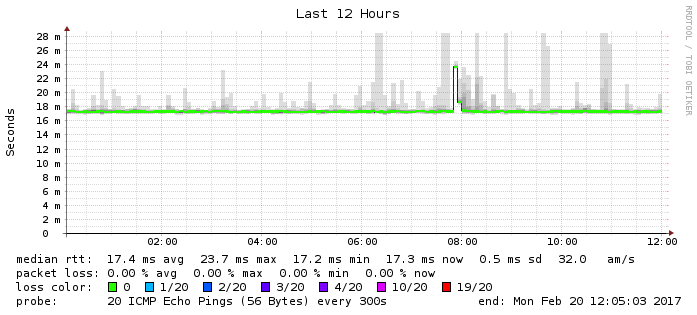 Last 12 Hours
RRDTOOL / TOBI OETIKER
Seconds
28 m
26 m
24 m
22 m
20 m
18 m
16 m
14 m
12 m
10 m
8 m
6 m
4 m
2 m
0
02:00 04:00 06:00 08:00 10:00 12:00
median rtt: 17.4 ms avg 23.7 ms max 17.2 ms min 17.3 ms now 0.5 ms sd 32.0 am/s
packet loss: 0.00 % avg 0.00 % max 0.00 % min 0.00 % now
loss color: 0 1/20 2/20 3/20 4/20 10/20 19/20
probe: 20 ICMP Echo Pings (56 Bytes) every 300s end: Mon Feb 20 12:05:03 2017